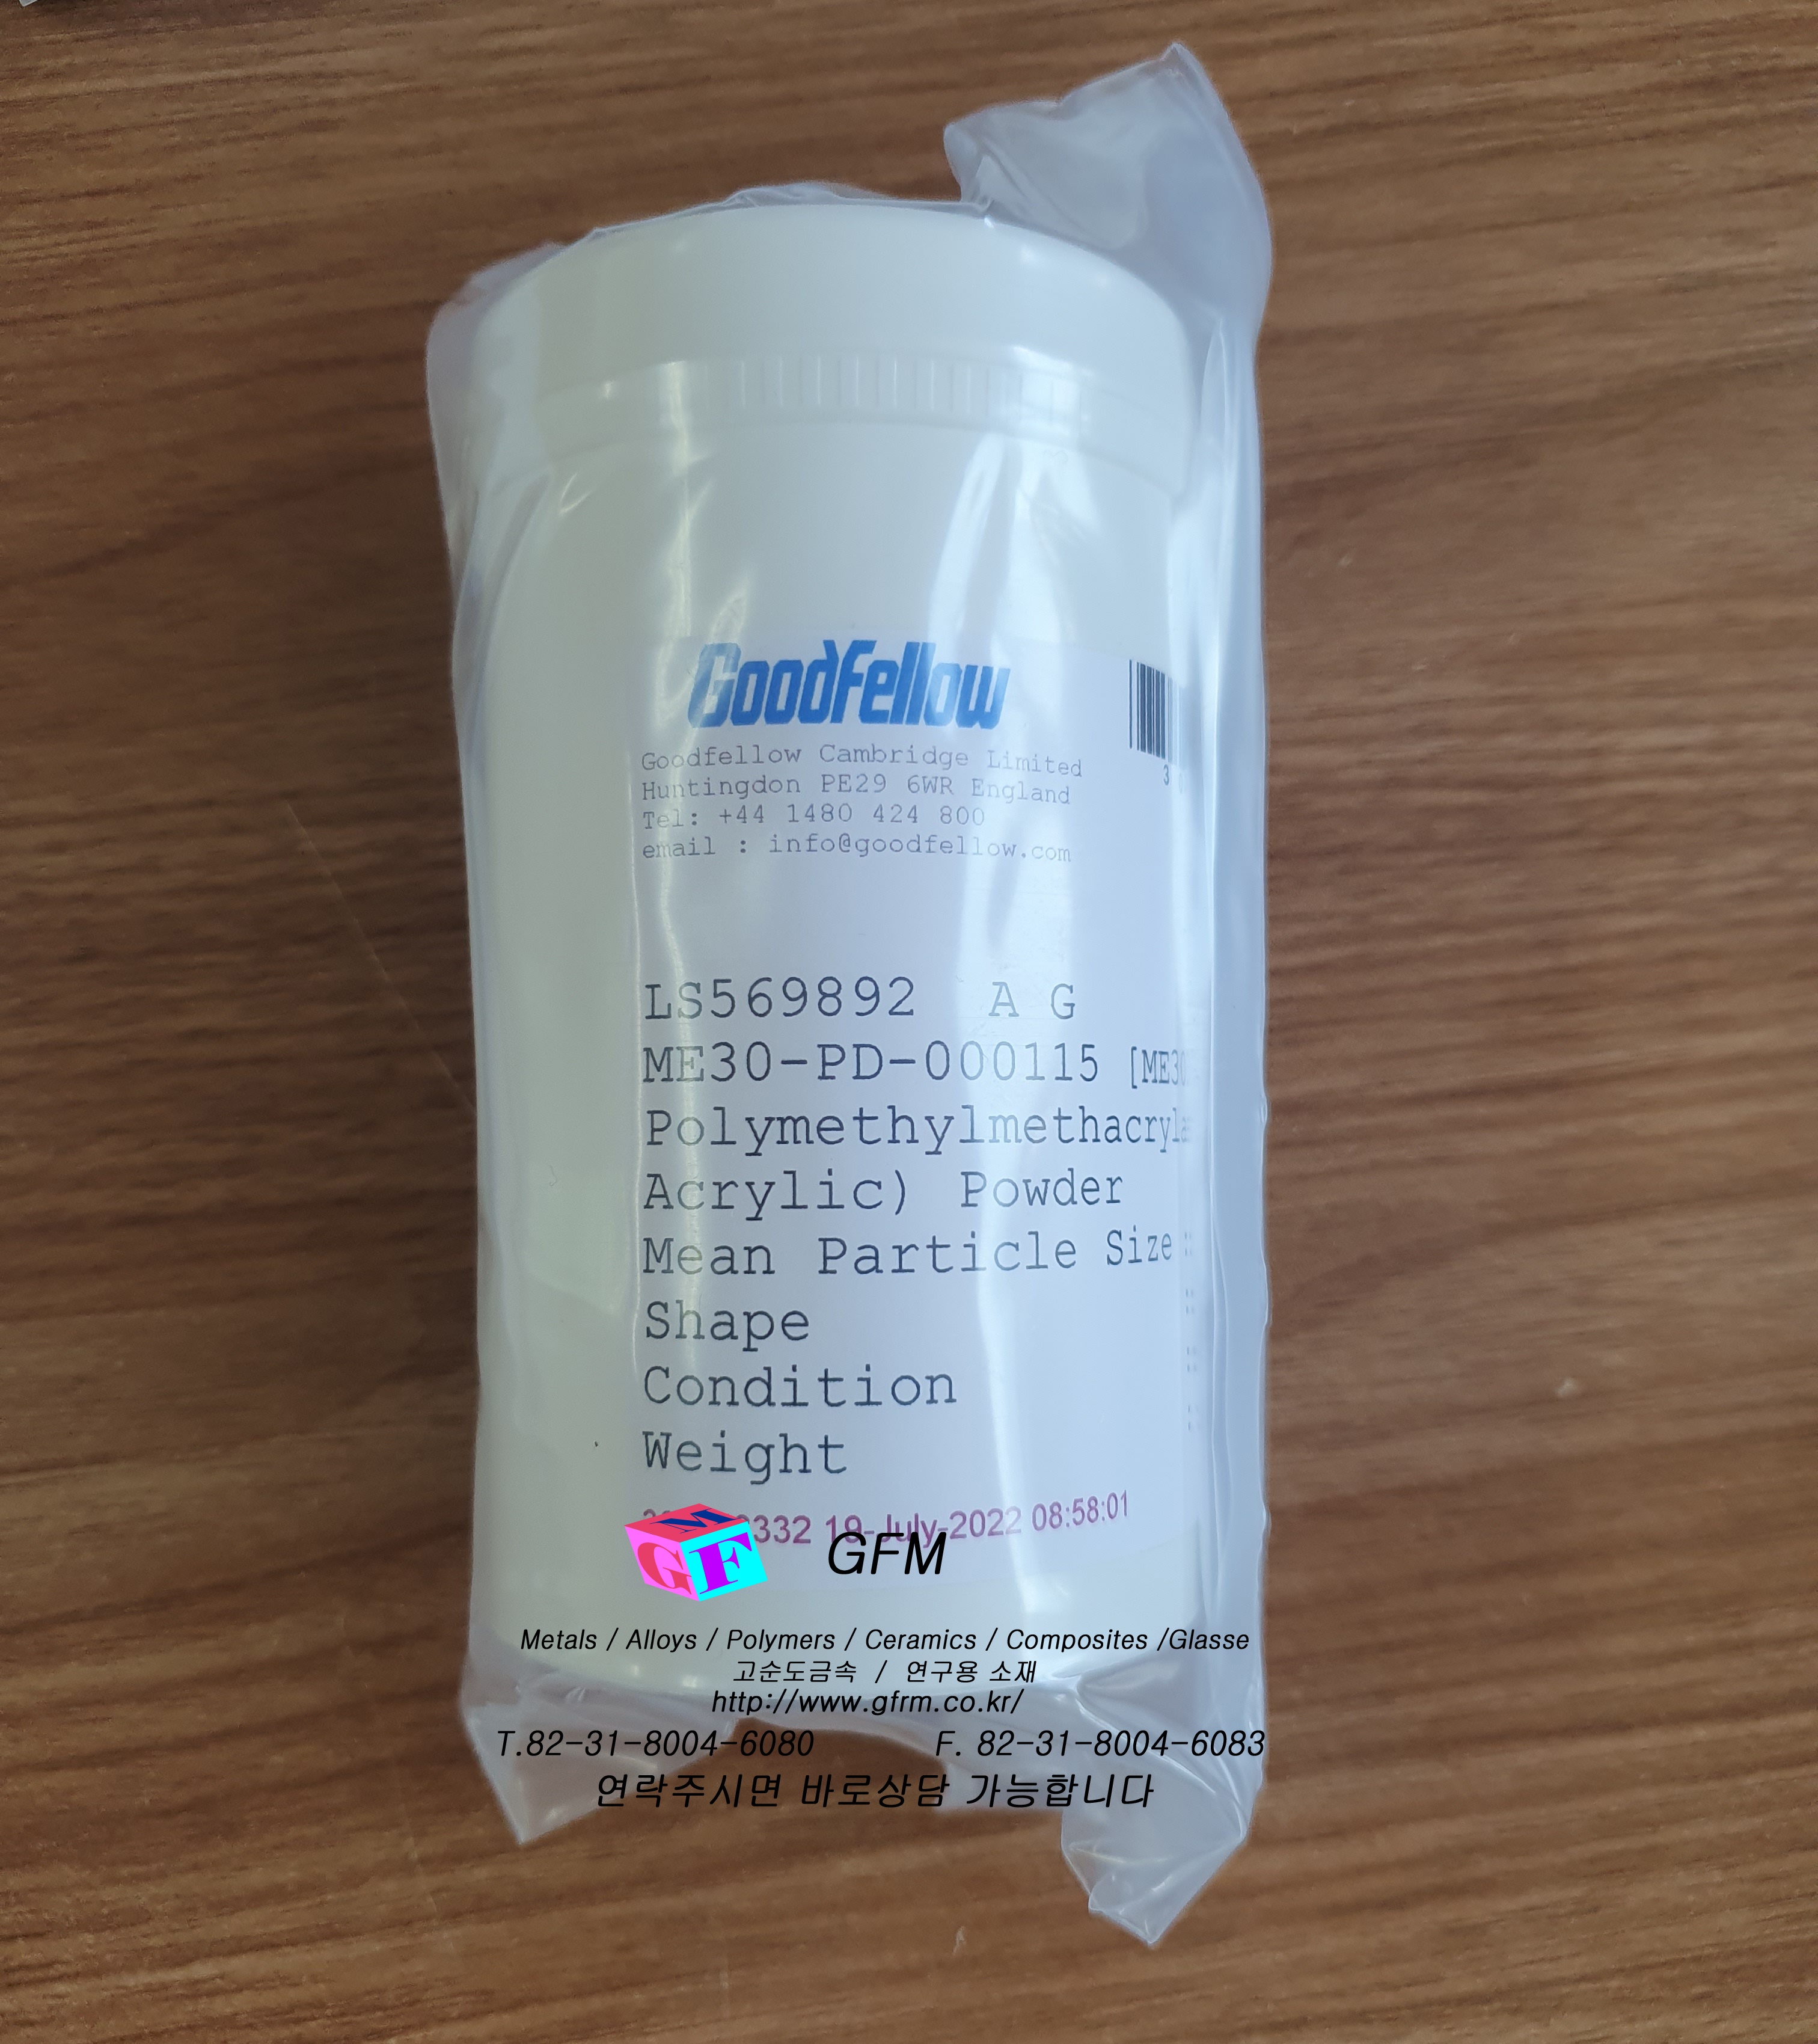 GoodFellow
Goodfellow Cambridge Limited
Huntingdon PE29 6WR England
Tel: +44 1480 424 800
email : info@goodfellow.com
3
LS569892 A G
ME30-PD-000115 [ME30
Polymethylmethacryla
Acrylic) Powder
Mean Particle Size :
Shape :
Condition :
Weight :
332 19-July-2022 08:58:01
GFM
GFM
Metals / Alloys / Polymers / Ceramics / Composites /Glasse
고순도금속 / 연구용 소재
http://www.gfrm.co.kr/
T.82-31-8004-6080 F. 82-31-8004-6083
연락주시면 바로상담 가능합니다